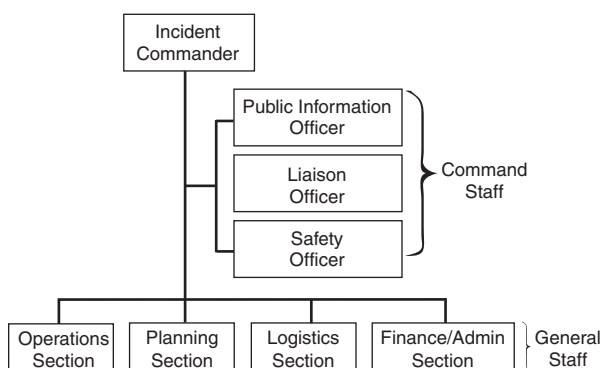 Incident
Commander
Public Information
Officer
Liaison
Officer
Safety
Officer
Command
Staff
Operations
Section
Planning
Section
Logistics
Section
Finance/Admin
Section
General
Staff